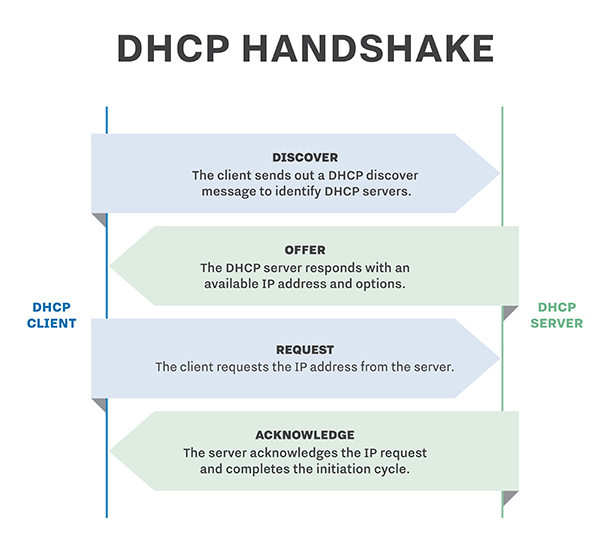 DHCP HANDSHAKE
DISCOVER
The client sends out a DHCP discover
message to identify DHCP servers.
OFFER
The DHCP server responds with an
available IP address and options.
DHCP
CLIENT
DHCP
SERVER
REQUEST
The client requests the IP address from the server.
ACKNOWLEDGE
The server acknowledges the IP request
and completes the initiation cycle.